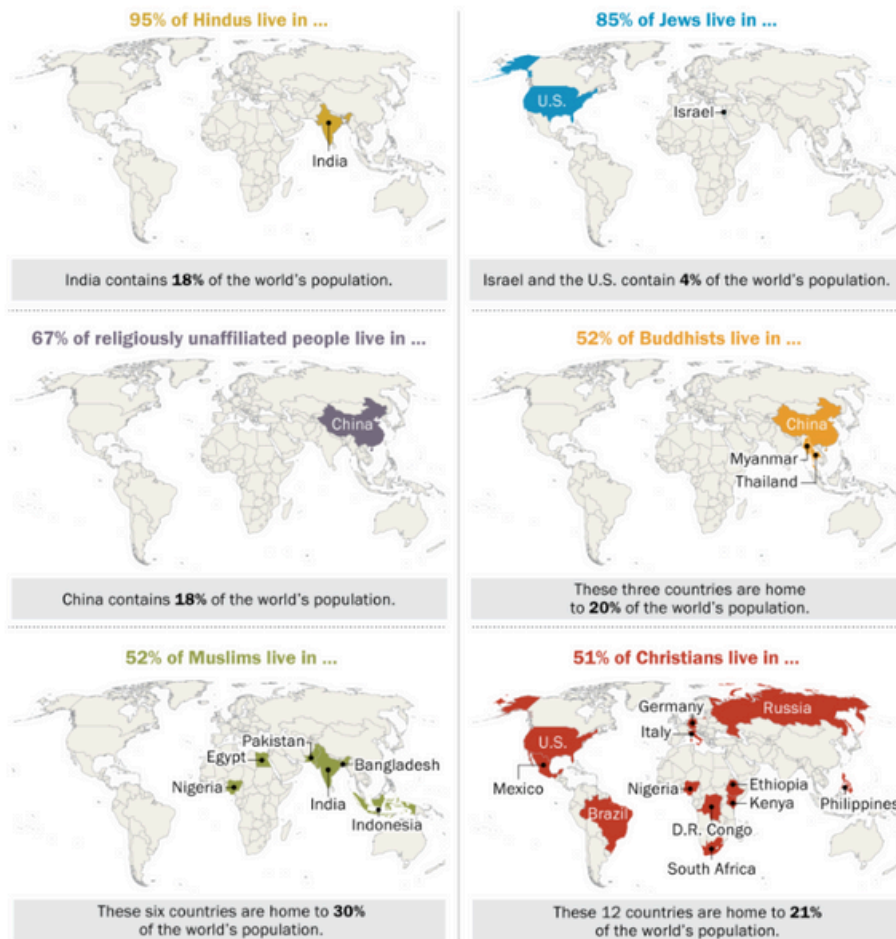 95% of Hindus live in ...
India
India contains 18% of the world's population.
85% of Jews live in ...
U.S.
Israel
Israel and the U.S. contain 4% of the world's population.
67% of religiously unaffiliated people live in ...
China
China contains 18% of the world's population.
52% of Buddhists live in ...
China
Myanmar
Thailand
These three countries are home
to 20% of the world's population.
52% of Muslims live in ...
Pakistan
Egypt
Bangladesh
Nigeria
India
Indonesia
These six countries are home to 30%
of the world's population.
51% of Christians live in ...
Germany
Russia
Italy
U.S.
Mexico
Nigeria
Ethiopia
Kenya
Philippines
Brazil
D.R. Congo
South Africa
These 12 countries are home to 21%
of the world's population.